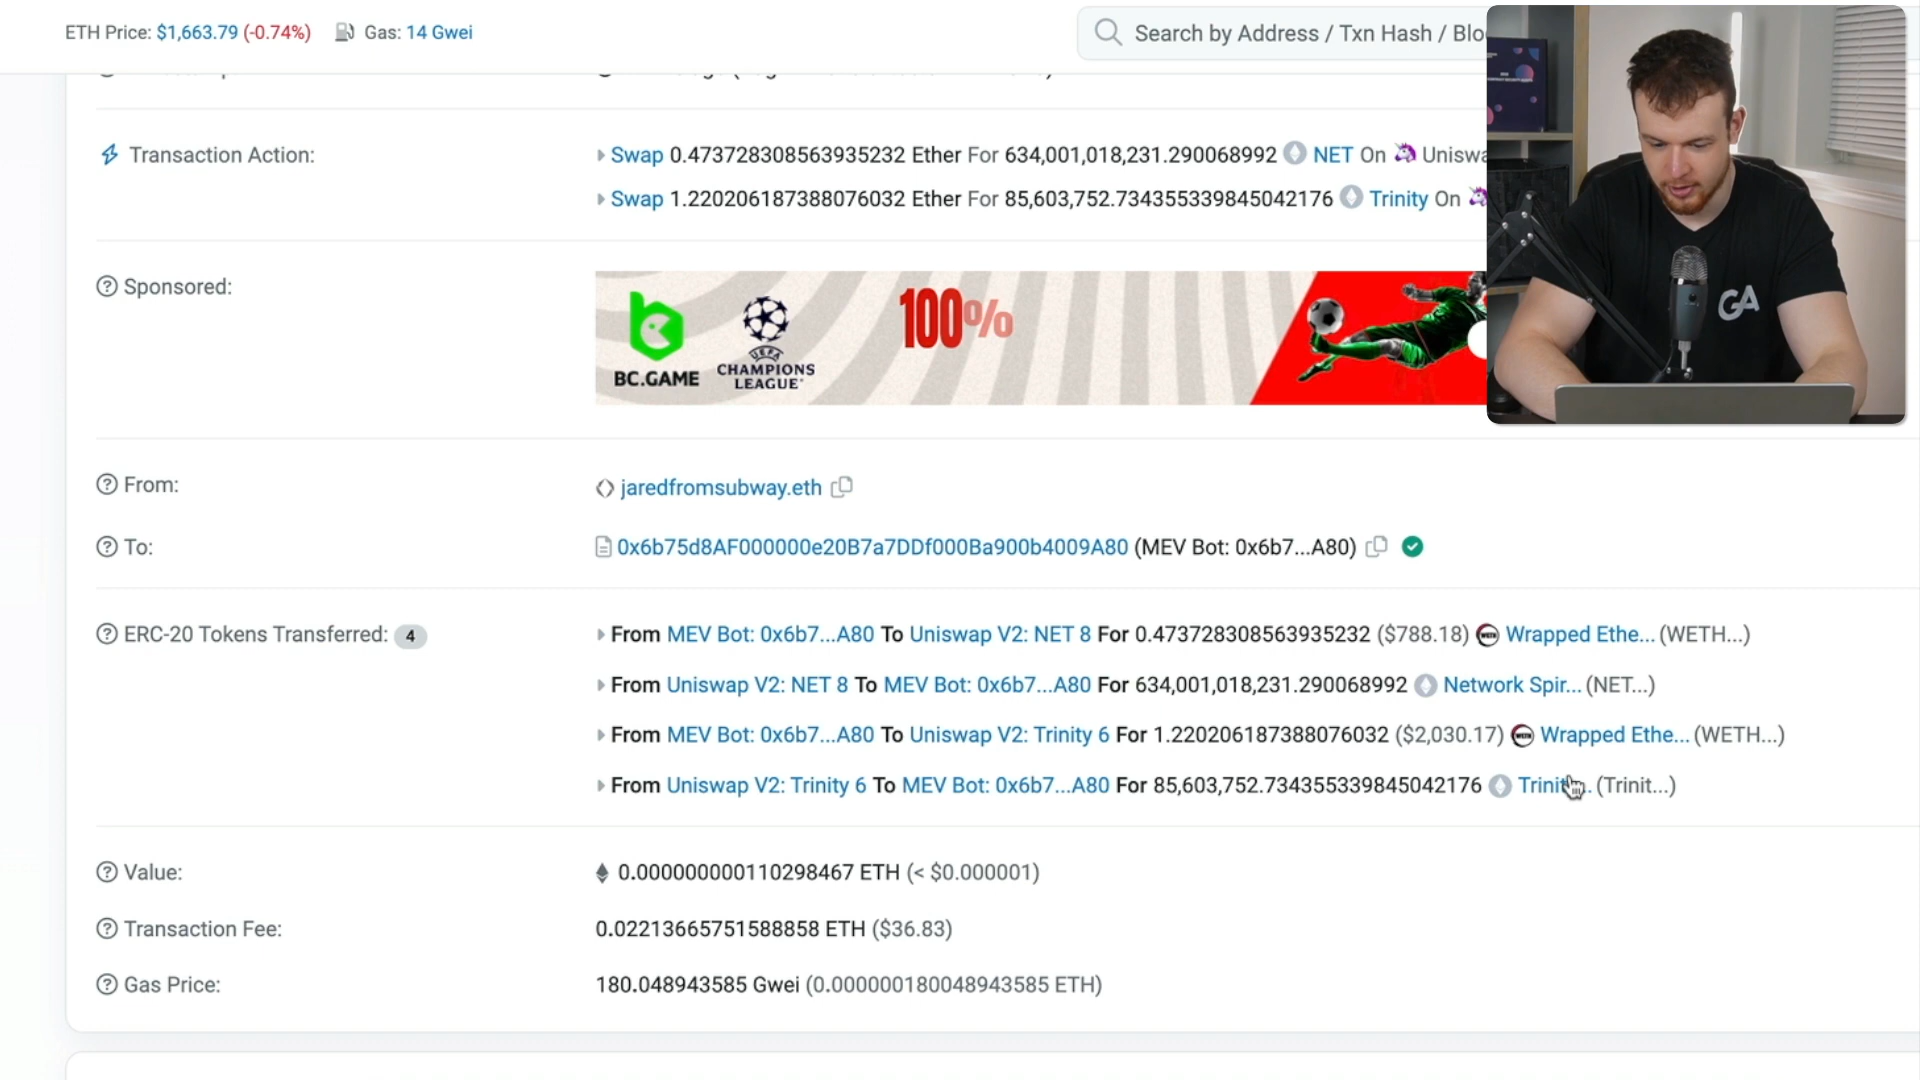 ETH Price: $1,663.79 (-0.74%) Gas: 14 Gwei
Search by Address / Txn Hash / Blo
Transaction Action:
Swap 0.473728308563935232 Ether For 634,001,018,231.290068992 NET On Uniswa
Swap 1.220206187388076032 Ether For 85,603,752.734355339845042176 Trinity On
Sponsored:
BC.GAME
UEFA
CHAMPIONS
LEAGUE
100%
GA
From:
jaredfromsubway.eth
To:
0x6b75d8AF000000e20B7a7DDf000Ba900b4009A80 (MEV Bot: 0x6b7...A80)
ERC-20 Tokens Transferred: 4
From MEV Bot: 0x6b7...A80 To Uniswap V2: NET 8 For 0.473728308563935232 ($788.18) Wrapped Ethe... (WETH...)
From Uniswap V2: NET 8 To MEV Bot: 0x6b7...A80 For 634,001,018,231.290068992 Network Spir... (NET...)
From MEV Bot: 0x6b7...A80 To Uniswap V2: Trinity 6 For 1.220206187388076032 ($2,030.17) Wrapped Ethe... (WETH...)
From Uniswap V2: Trinity 6 To MEV Bot: 0x6b7...A80 For 85,603,752.734355339845042176 Trinit... (Trinit...)
Value:
0.000000000110298467 ETH (< $0.000001)
Transaction Fee:
0.02213665751588858 ETH ($36.83)
Gas Price:
180.048943585 Gwei (0.000000180048943585 ETH)